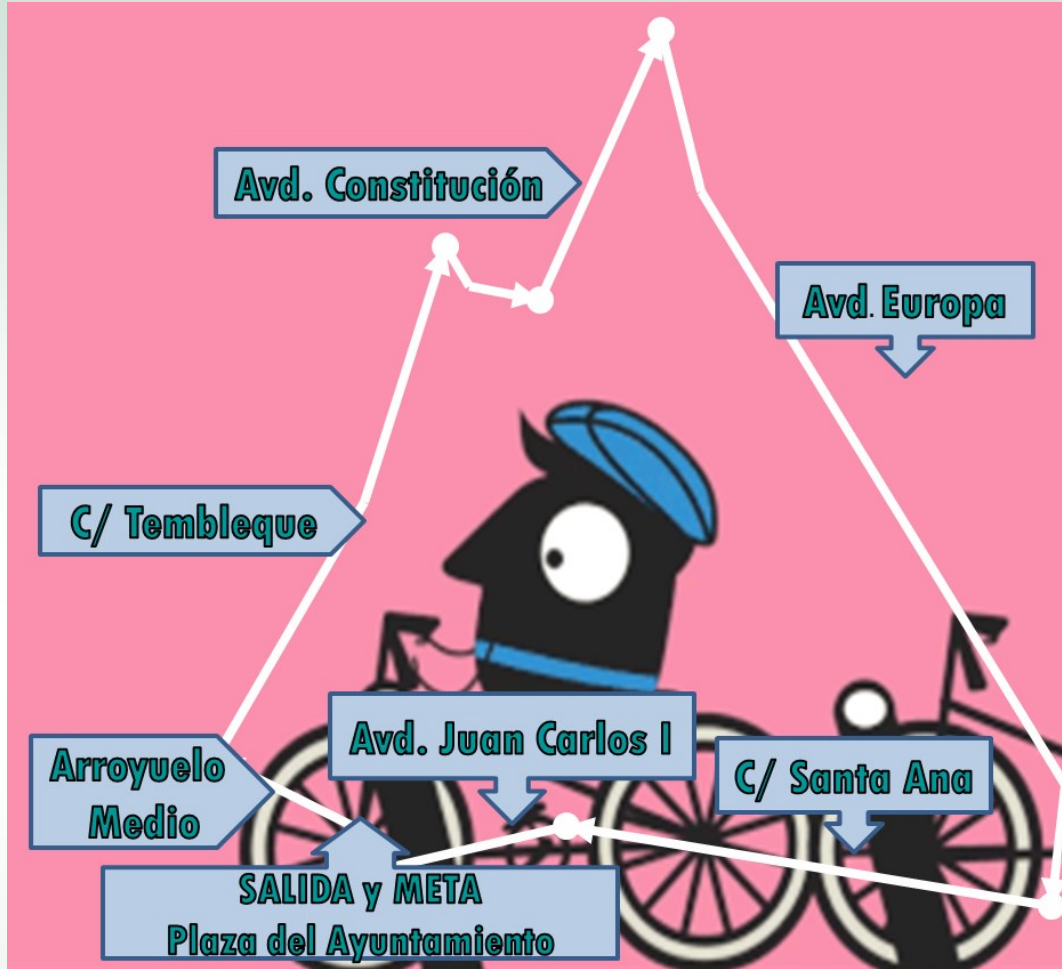 Avd. Constitución
Avd. Europa
C/ Tembleque
Avd. Juan Carlos I
Arroyuelo
Medio
C/ Santa Ana
SALIDA y META
Plaza del Ayuntamiento